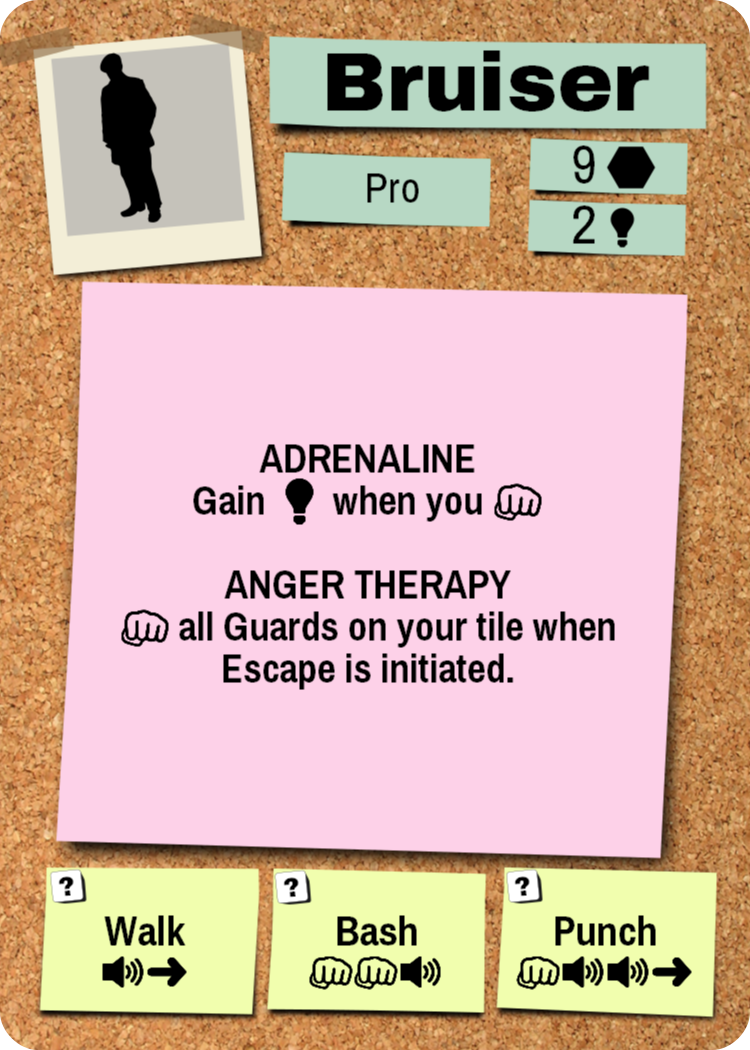 Bruiser
Pro
9
2
ADRENALINE
Gain when you
ANGER THERAPY
all Guards on your tile when
Escape is initiated.
? ? ?
Walk Bash Punch